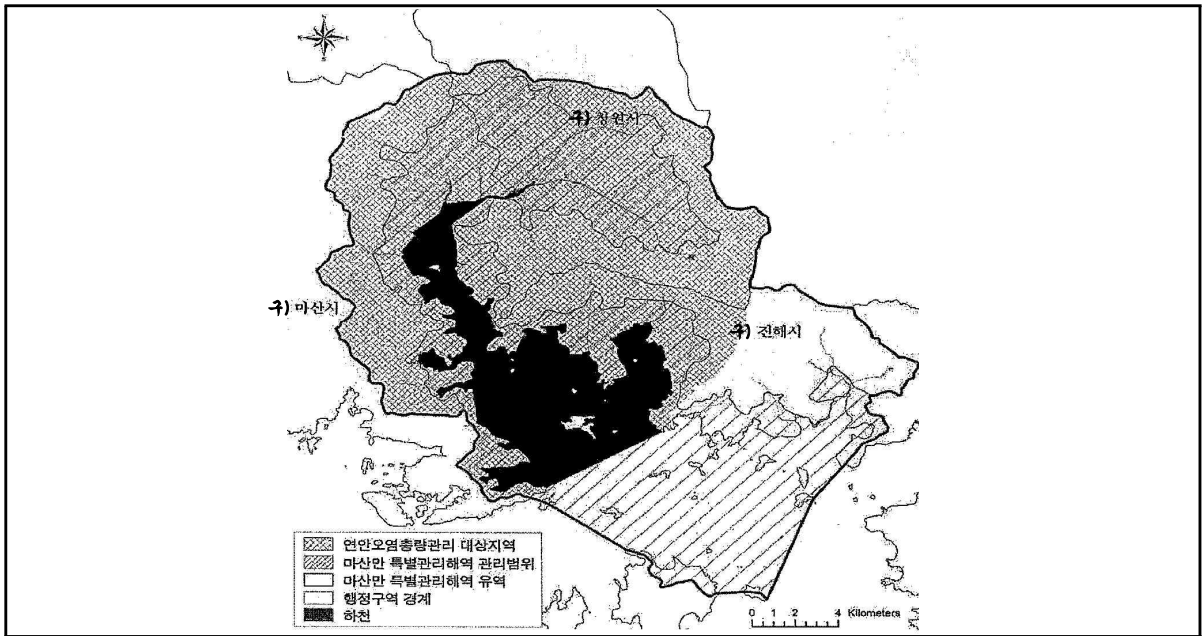 구) 창원시
구) 마산시
구) 진해시
연안오염총량관리 대상지역
마산만 특별관리해역 관리범위
마산만 특별관리해역 유역
행정구역 경계
하천
0 1 2 4 Kilometers